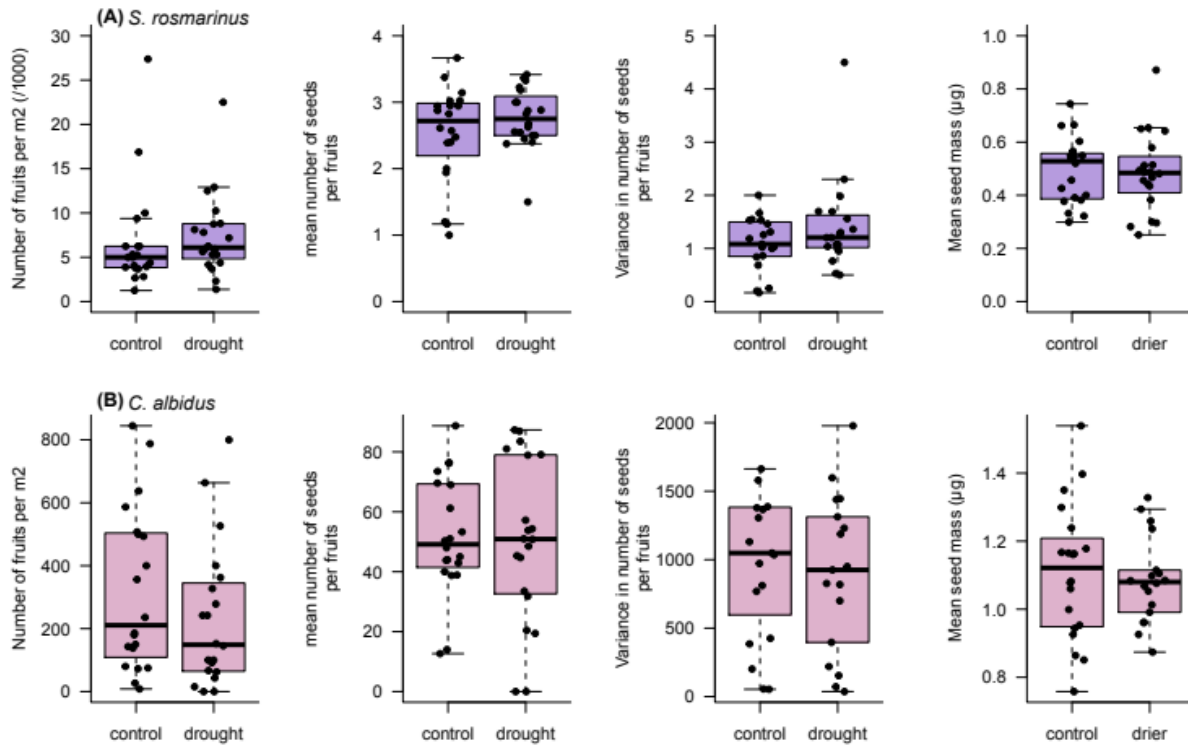 (A) S. rosmarinus
Number of fruits per m2 (/1000)
30
25
20
15
10
5
0
control drought
mean number of seeds
per fruits
4
3
2
1
0
control drought
Variance in number of seeds
per fruits
5
4
3
2
1
0
control drought
Mean seed mass (µg)
1.0
0.8
0.6
0.4
0.2
0.0
control drier
(B) C. albidus
Number of fruits per m2
800
600
400
200
0
control drought
mean number of seeds
per fruits
80
60
40
20
0
control drought
Variance in number of seeds
per fruits
2000
1500
1000
500
0
control drought
Mean seed mass (µg)
1.4
1.2
1.0
0.8
control drier